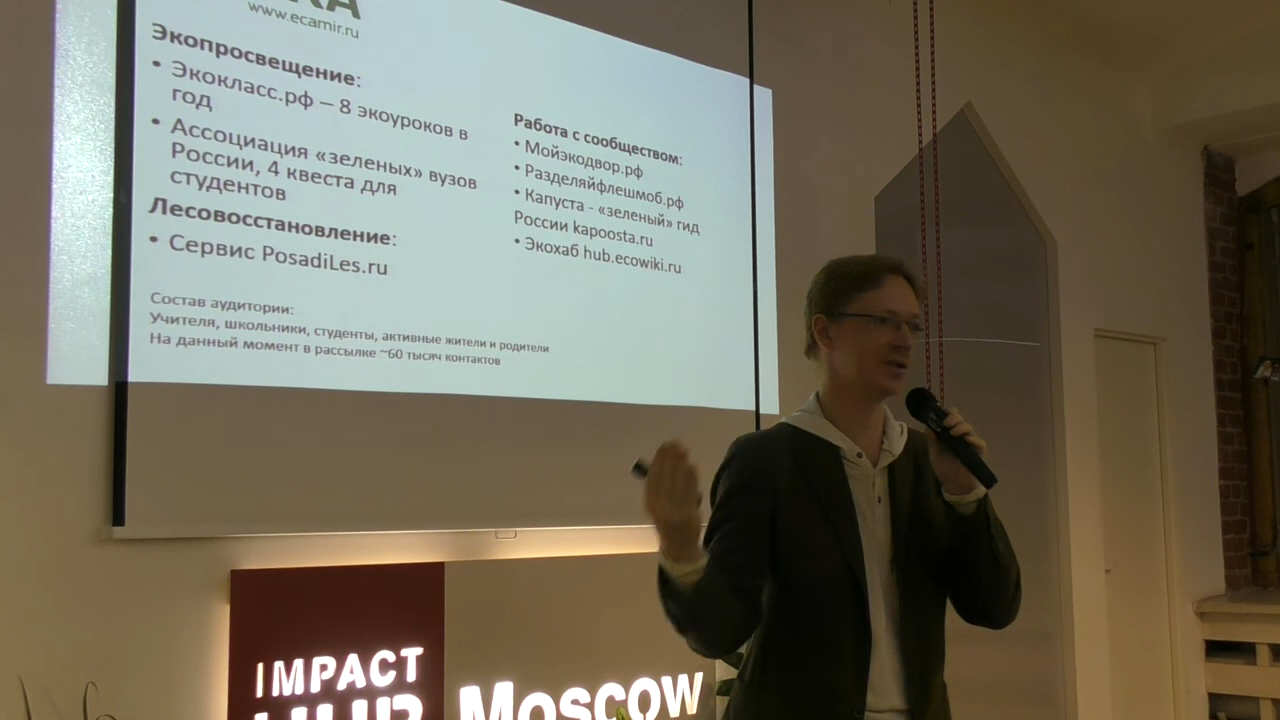 www.ecamir.ru
Экопросвещение:
• Экокласс.рф – 8 экоуроков в
год
• Ассоциация «зеленых» вузов
России, 4 квеста для
студентов
Лесовосстановление:
• Сервис PosadiLes.ru
Работа с сообществом:
• Мойэкодвор.рф
• Разделяйфлешмоб.рф
• Капуста - «зеленый» гид
России kapoosta.ru
• Экохаб hub.ecowiki.ru
Состав аудитории:
Учителя, школьники, студенты, активные жители и родители
На данный момент в рассылке ~60 тысяч контактов
IMPACT
HUB Moscow